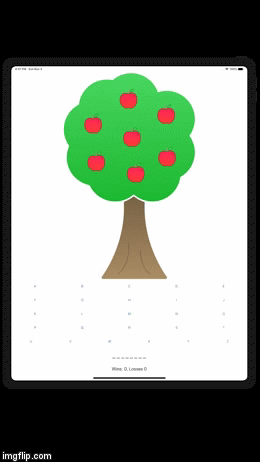 A B C D E
F G H I J
K L M N O
P Q R S T
U V W X Y Z
_ _ _ _ _ _ _ _
Wins: 0, Losses 0
imgflip.com